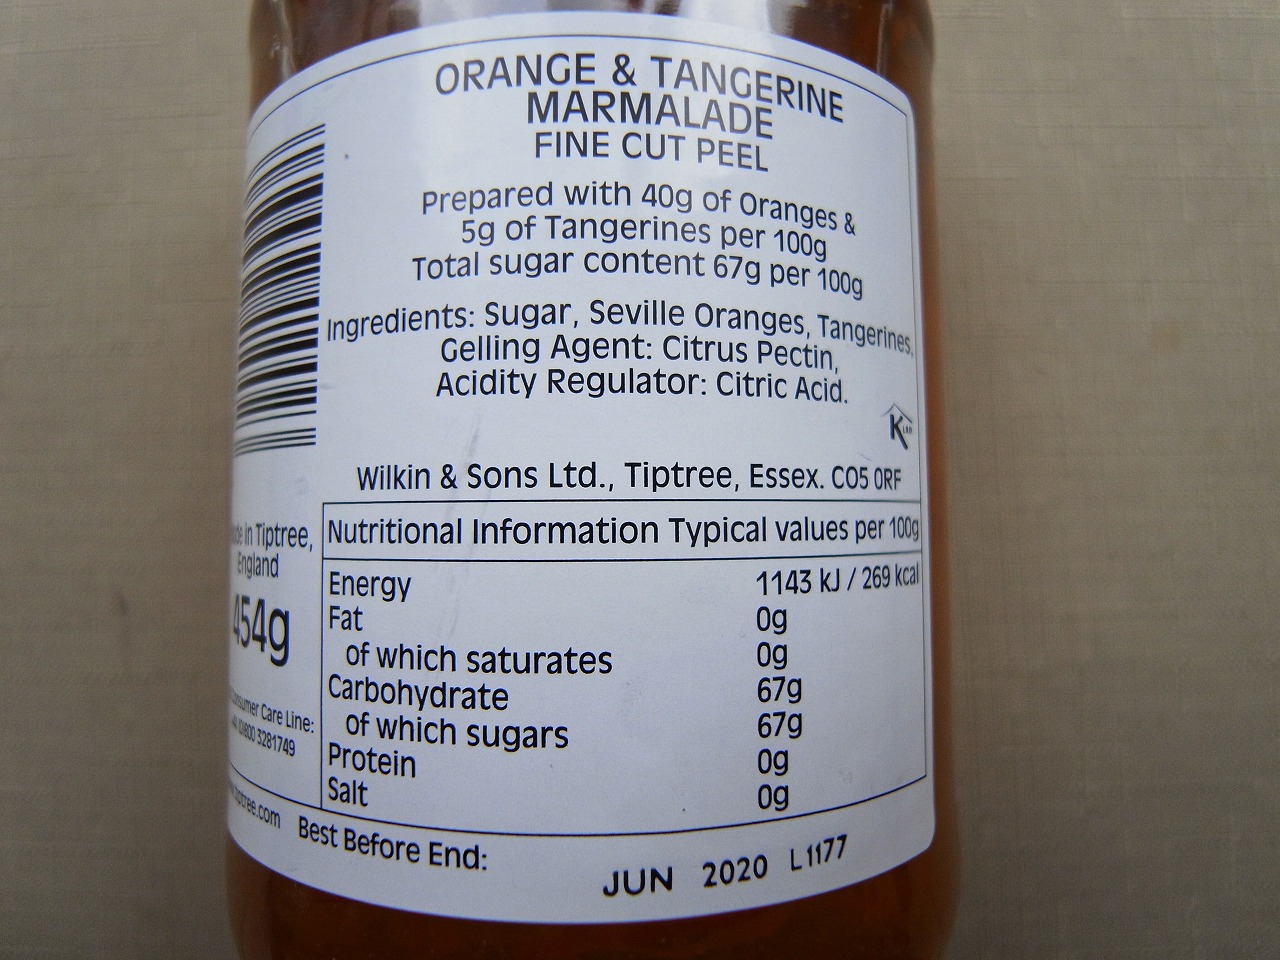 ORANGE & TANGERINE
MARMALADE
FINE CUT PEEL
Prepared with 40g of Oranges &
5g of Tangerines per 100g
Total sugar content 67g per 100g
Ingredients: Sugar, Seville Oranges, Tangerines,
Gelling Agent: Citrus Pectin,
Acidity Regulator: Citric Acid.
K
Wilkin & Sons Ltd., Tiptree, Essex. CO5 0RF
in Tiptree,
England
454g
Care Line:
(0)800 3281749
Nutritional Information Typical values per 100g
Energy 1143 kJ / 269 kcal
Fat 0g
of which saturates 0g
Carbohydrate 67g
of which sugars 67g
Protein 0g
Salt 0g
Best Before End: JUN 2020 L1177